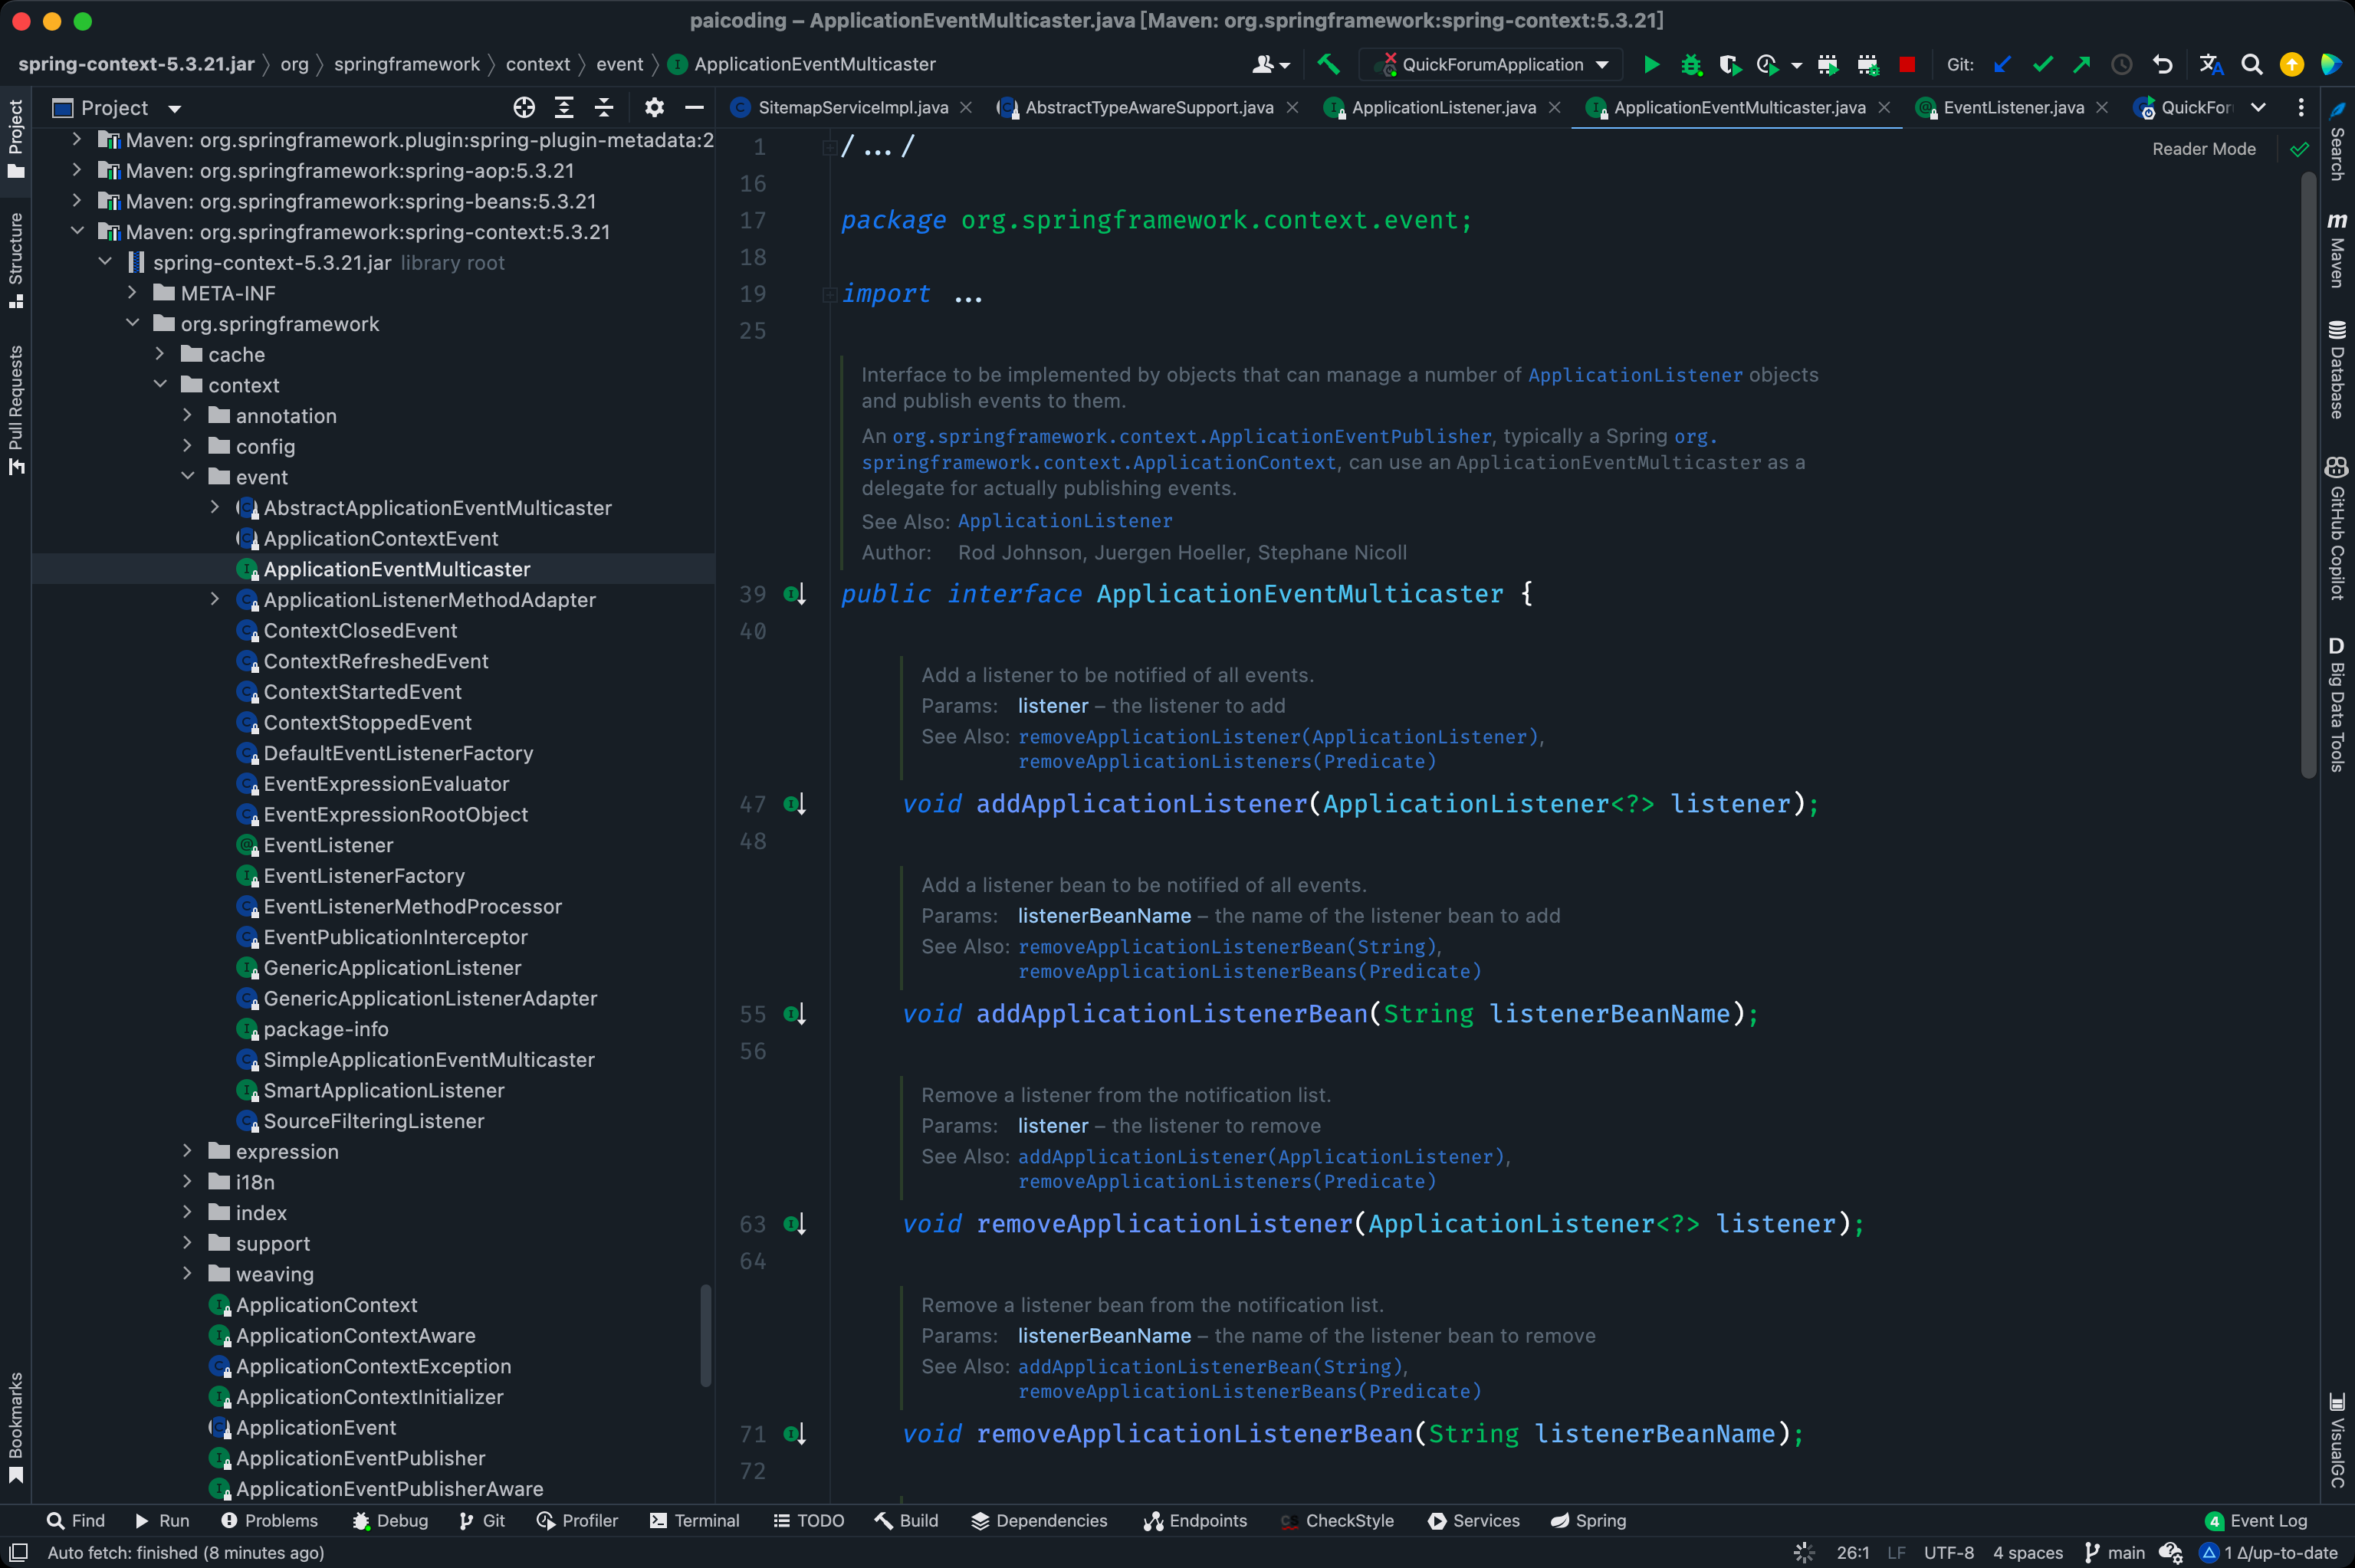 paicoding – ApplicationEventMulticaster.java [Maven: org.springframework:spring-context:5.3.21]
spring-context-5.3.21.jar 〉 org 〉 springframework 〉 context 〉 event 〉 ApplicationEventMulticaster
QuickForumApplication
Git:
Project
SitemapServiceImpl.java
AbstractTypeAwareSupport.java
ApplicationListener.java
ApplicationEventMulticaster.java
EventListener.java
QuickFor
Project
Structure
Pull Requests
Bookmarks
Maven: org.springframework.plugin:spring-plugin-metadata:2
Maven: org.springframework:spring-aop:5.3.21
Maven: org.springframework:spring-beans:5.3.21
Maven: org.springframework:spring-context:5.3.21
spring-context-5.3.21.jar library root
META-INF
org.springframework
cache
context
annotation
config
event
AbstractApplicationEventMulticaster
ApplicationContextEvent
ApplicationEventMulticaster
ApplicationListenerMethodAdapter
ContextClosedEvent
ContextRefreshedEvent
ContextStartedEvent
ContextStoppedEvent
DefaultEventListenerFactory
EventExpressionEvaluator
EventExpressionRootObject
EventListener
EventListenerFactory
EventListenerMethodProcessor
EventPublicationInterceptor
GenericApplicationListener
GenericApplicationListenerAdapter
package-info
SimpleApplicationEventMulticaster
SmartApplicationListener
SourceFilteringListener
expression
i18n
index
support
weaving
ApplicationContext
ApplicationContextAware
ApplicationContextException
ApplicationContextInitializer
ApplicationEvent
ApplicationEventPublisher
ApplicationEventPublisherAware
Reader Mode
1 /.../
16
17 package org.springframework.context.event;
18
19 import ...
25
Interface to be implemented by objects that can manage a number of ApplicationListener objects
and publish events to them.
An org.springframework.context.ApplicationEventPublisher, typically a Spring org.
springframework.context.ApplicationContext, can use an ApplicationEventMulticaster as a
delegate for actually publishing events.
See Also: ApplicationListener
Author: Rod Johnson, Juergen Hoeller, Stephane Nicoll
39 public interface ApplicationEventMulticaster {
40
Add a listener to be notified of all events.
Params: listener – the listener to add
See Also: removeApplicationListener(ApplicationListener),
removeApplicationListeners(Predicate)
47 void addApplicationListener(ApplicationListener<?> listener);
48
Add a listener bean to be notified of all events.
Params: listenerBeanName – the name of the listener bean to add
See Also: removeApplicationListenerBean(String),
removeApplicationListenerBeans(Predicate)
55 void addApplicationListenerBean(String listenerBeanName);
56
Remove a listener from the notification list.
Params: listener – the listener to remove
See Also: addApplicationListener(ApplicationListener),
removeApplicationListeners(Predicate)
63 void removeApplicationListener(ApplicationListener<?> listener);
64
Remove a listener bean from the notification list.
Params: listenerBeanName – the name of the listener bean to remove
See Also: addApplicationListenerBean(String),
removeApplicationListenerBeans(Predicate)
71 void removeApplicationListenerBean(String listenerBeanName);
72
Search
m Maven
Database
GitHub Copilot
D Big Data Tools
VisualGC
Find
Run
Problems
Debug
Git
Profiler
Terminal
TODO
Build
Dependencies
Endpoints
CS CheckStyle
Services
Spring
4 Event Log
Auto fetch: finished (8 minutes ago)
26:1 LF UTF-8 4 spaces main 1 Δ/up-to-date